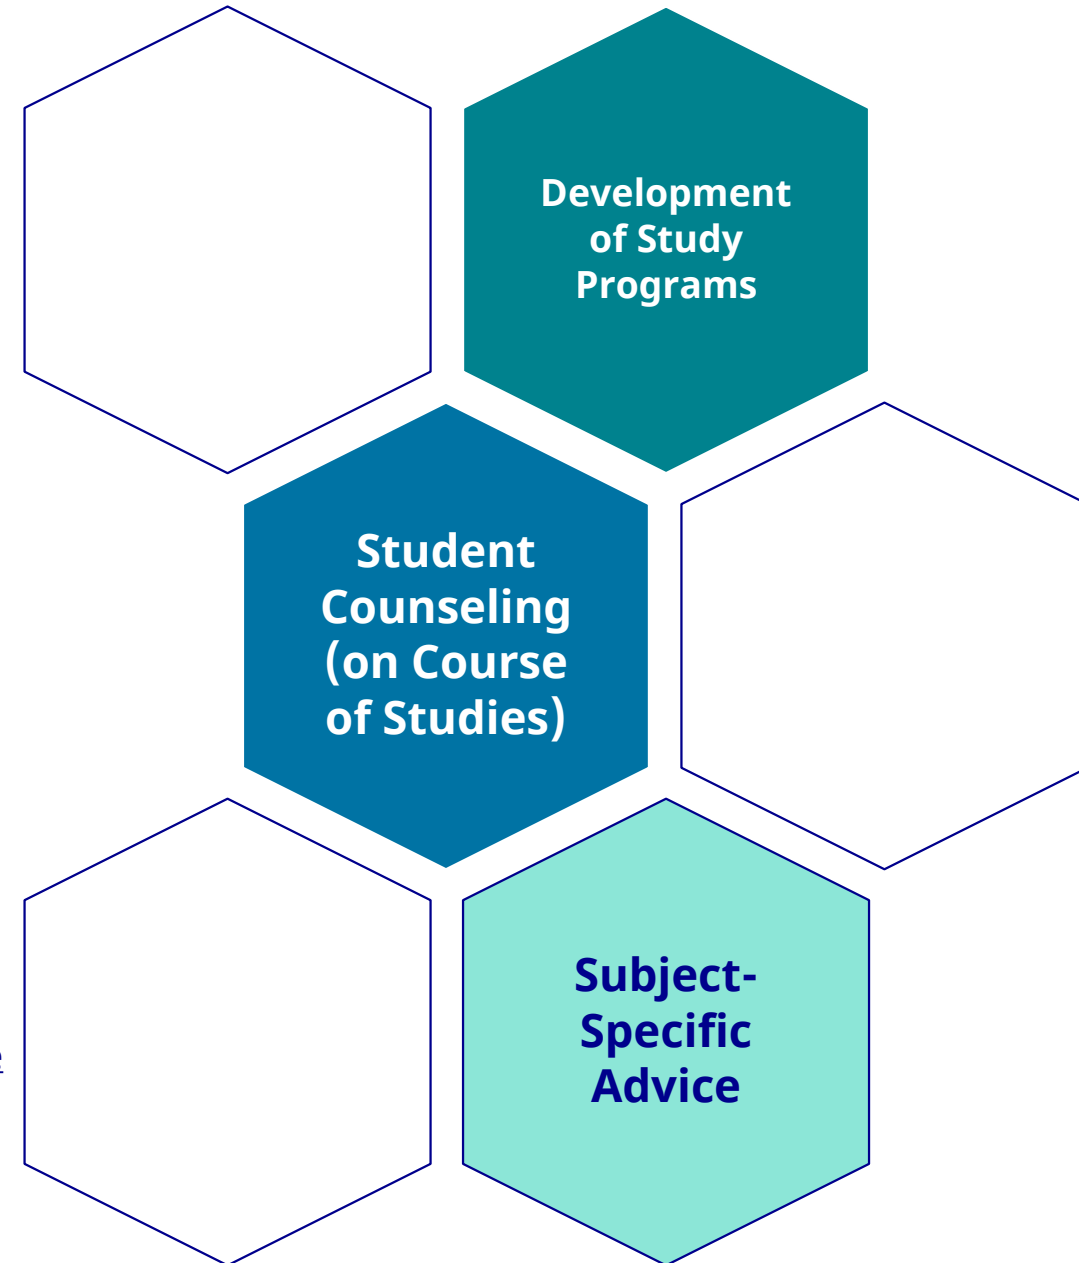 Development
of Study
Programs
Student
Counseling
(on Course
of Studies)
Subject-
Specific
Advice